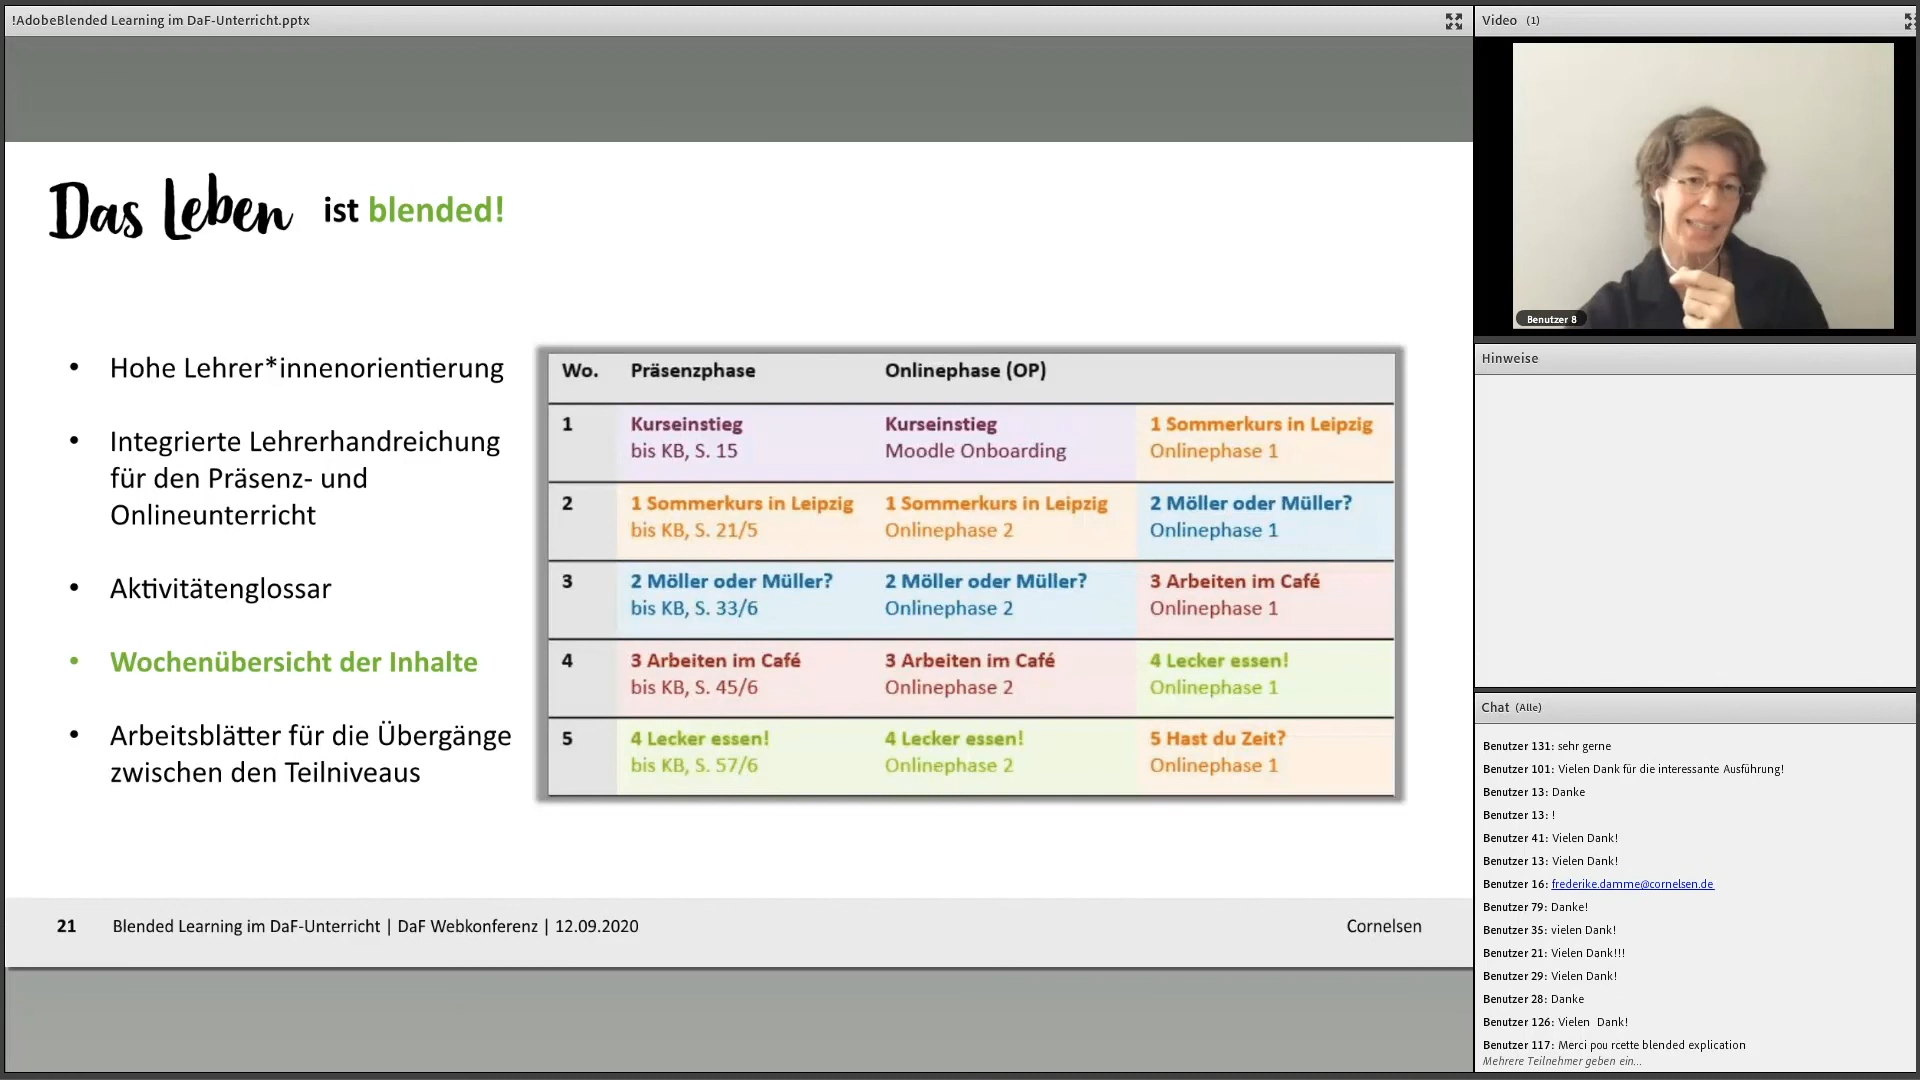 !AdobeBlended Learning im DaF-Unterricht.pptx
Das Leben ist blended!
• Hohe Lehrer*innenorientierung
• Integrierte Lehrerhandreichung
für den Präsenz- und
Onlineunterricht
• Aktivitätenglossar
• Wochenübersicht der Inhalte
• Arbeitsblätter für die Übergänge
zwischen den Teilniveaus
Wo. Präsenzphase Onlinephase (OP)
1 Kurseinstieg Kurseinstieg 1 Sommerkurs in Leipzig
bis KB, S. 15 Moodle Onboarding Onlinephase 1
2 1 Sommerkurs in Leipzig 1 Sommerkurs in Leipzig 2 Möller oder Müller?
bis KB, S. 21/5 Onlinephase 2 Onlinephase 1
3 2 Möller oder Müller? 2 Möller oder Müller? 3 Arbeiten im Café
bis KB, S. 33/6 Onlinephase 2 Onlinephase 1
4 3 Arbeiten im Café 3 Arbeiten im Café 4 Lecker essen!
bis KB, S. 45/6 Onlinephase 2 Onlinephase 1
5 4 Lecker essen! 4 Lecker essen! 5 Hast du Zeit?
bis KB, S. 57/6 Onlinephase 2 Onlinephase 1
21 Blended Learning im DaF-Unterricht | DaF Webkonferenz | 12.09.2020 Cornelsen
Video (1)
Benutzer 8
Hinweise
Chat (Alle)
Benutzer 131: sehr gerne
Benutzer 101: Vielen Dank für die interessante Ausführung!
Benutzer 13: Danke
Benutzer 13: !
Benutzer 41: Vielen Dank!
Benutzer 13: Vielen Dank!
Benutzer 16: frederike.damme@cornelsen.de
Benutzer 79: Danke!
Benutzer 35: vielen Dank!
Benutzer 21: Vielen Dank!!!
Benutzer 29: Vielen Dank!
Benutzer 28: Danke
Benutzer 126: Vielen Dank!
Benutzer 117: Merci pou rcette blended explication
Mehrere Teilnehmer geben ein...